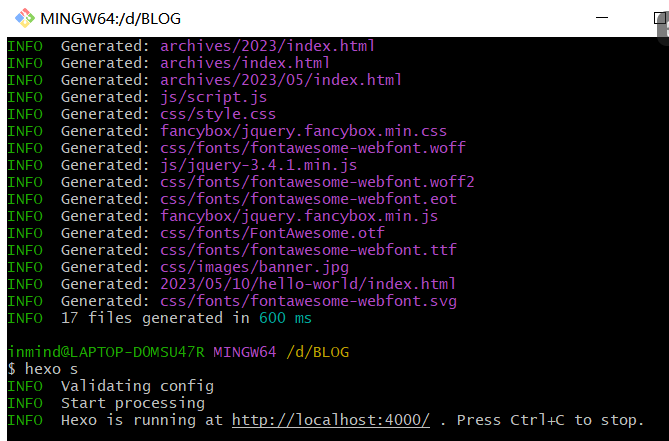 MINGW64:/d/BLOG
INFO  Generated: archives/2023/index.html
INFO  Generated: archives/index.html
INFO  Generated: archives/2023/05/index.html
INFO  Generated: js/script.js
INFO  Generated: css/style.css
INFO  Generated: fancybox/jquery.fancybox.min.css
INFO  Generated: css/fonts/fontawesome-webfont.woff
INFO  Generated: js/jquery-3.4.1.min.js
INFO  Generated: css/fonts/fontawesome-webfont.woff2
INFO  Generated: css/fonts/fontawesome-webfont.eot
INFO  Generated: fancybox/jquery.fancybox.min.js
INFO  Generated: css/fonts/FontAwesome.otf
INFO  Generated: css/fonts/fontawesome-webfont.ttf
INFO  Generated: css/images/banner.jpg
INFO  Generated: 2023/05/10/hello-world/index.html
INFO  Generated: css/fonts/fontawesome-webfont.svg
INFO  17 files generated in 600 ms
inmind@LAPTOP-D0MSU47R MINGW64 /d/BLOG
$ hexo s
INFO  Validating config
INFO  Start processing
INFO  Hexo is running at http://localhost:4000/ . Press Ctrl+C to stop.